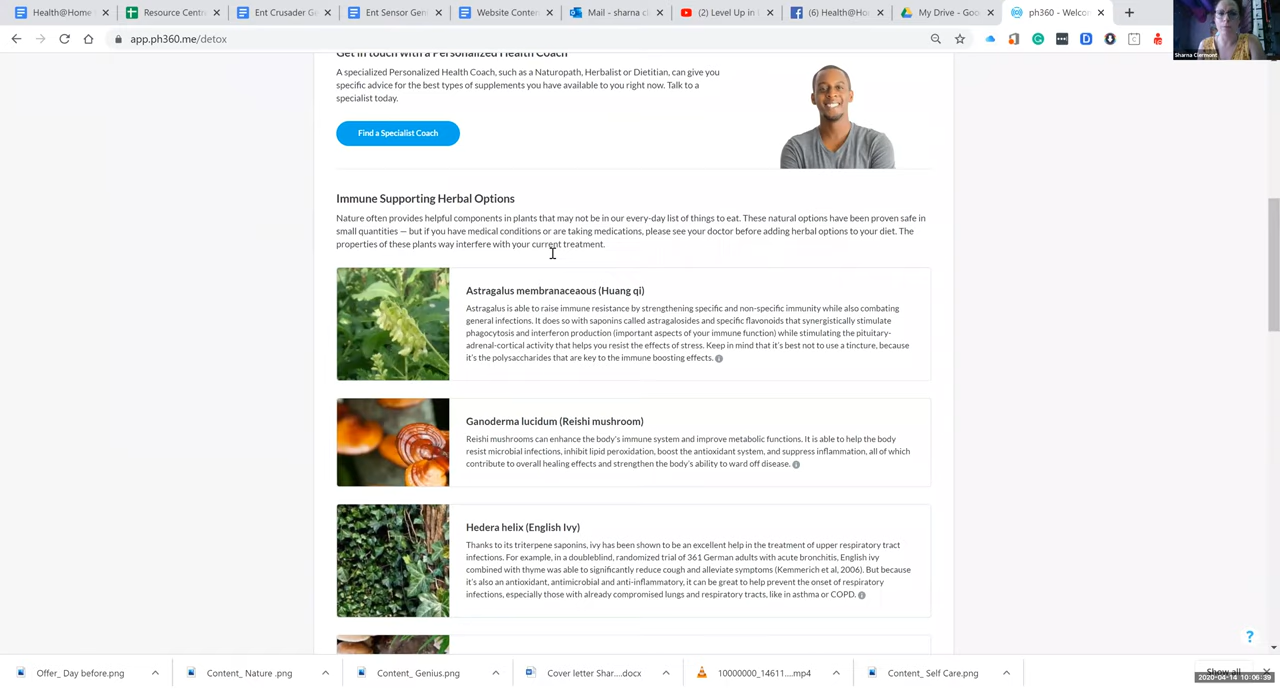 Health@Home
Resource Centr
Ent Crusader Ge
Ent Sensor Gen
Website Conten
Mail - sharna cl
(2) Level Up in L
(6) Health@Hom
My Drive - Goo
ph360 - Welcom
app.ph360.me/detox
Sharna Clermont
Get in touch with a Personalized Health Coach
A specialized Personalized Health Coach, such as a Naturopath, Herbalist or Dietitian, can give you
specific advice for the best types of supplements you have available to you right now. Talk to a
specialist today.
Find a Specialist Coach
Immune Supporting Herbal Options
Nature often provides helpful components in plants that may not be in our every-day list of things to eat. These natural options have been proven safe in
small quantities — but if you have medical conditions or are taking medications, please see your doctor before adding herbal options to your diet. The
properties of these plants way interfere with your current treatment.
Astragalus membranaceaous (Huang qi)
Astragalus is able to raise immune resistance by strengthening specific and non-specific immunity while also combating
general infections. It does so with saponins called astragalosides and specific flavonoids that synergistically stimulate
phagocytosis and interferon production (important aspects of your immune function) while stimulating the pituitary-
adrenal-cortical activity that helps you resist the effects of stress. Keep in mind that it's best not to use a tincture, because
it's the polysaccharides that are key to the immune boosting effects.
Ganoderma lucidum (Reishi mushroom)
Reishi mushrooms can enhance the body's immune system and improve metabolic functions. It is able to help the body
resist microbial infections, inhibit lipid peroxidation, boost the antioxidant system, and suppress inflammation, all of which
contribute to overall healing effects and strengthen the body's ability to ward off disease.
Hedera helix (English Ivy)
Thanks to its triterpene saponins, ivy has been shown to be an excellent help in the treatment of upper respiratory tract
infections. For example, in a doubleblind, randomized trial of 361 German adults with acute bronchitis, English ivy
combined with thyme was able to significantly reduce cough and alleviate symptoms (Kemmerich et al, 2006). But because
it's also an antioxidant, antimicrobial and anti-inflammatory, it can be great to help prevent the onset of respiratory
infections, especially those with already compromised lungs and respiratory tracts, like in asthma or COPD.
?
Offer_ Day before.png
Content_ Nature .png
Content_ Genius.png
Cover letter Shar....docx
10000000_14611....mp4
Content_ Self Care.png
Show all
2020-04-14 10:06:39